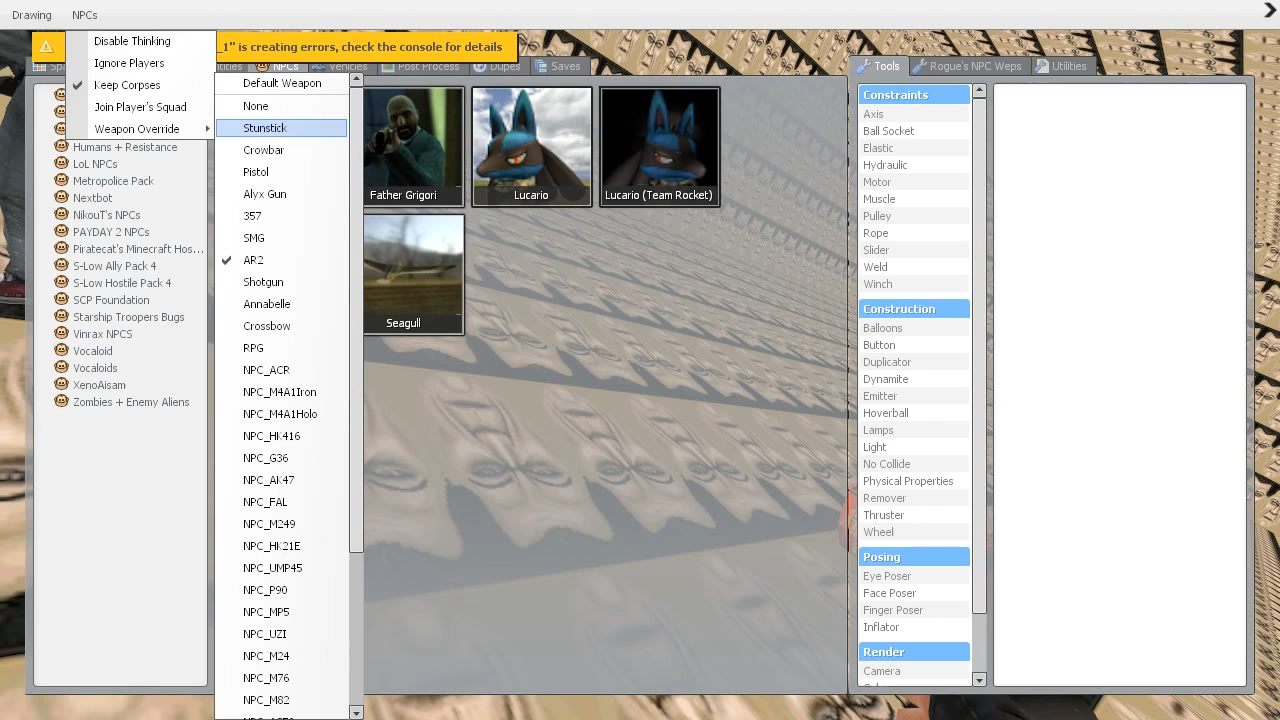 Drawing
NPCs
Disable Thinking
Ignore Players
Keep Corpses
Join Player's Squad
Weapon Override
_1" is creating errors, check the console for details
NPCs
Vehicles
Post Process
Dupes
Saves
Humans + Resistance
LoL NPCs
Metropolice Pack
Nextbot
NikouT's NPCs
PAYDAY 2 NPCs
Piratecat's Minecraft Hos...
S-Low Ally Pack 4
S-Low Hostile Pack 4
SCP Foundation
Starship Troopers Bugs
Vinrax NPCS
Vocaloid
Vocaloids
XenoAisam
Zombies + Enemy Aliens
Default Weapon
None
Stunstick
Crowbar
Pistol
Alyx Gun
357
SMG
AR2
Shotgun
Annabelle
Crossbow
RPG
NPC_ACR
NPC_M4A1Iron
NPC_M4A1Holo
NPC_HK416
NPC_G36
NPC_AK47
NPC_FAL
NPC_M249
NPC_HK21E
NPC_UMP45
NPC_P90
NPC_MP5
NPC_UZI
NPC_M24
NPC_M76
NPC_M82
Father Grigori
Lucario
Lucario (Team Rocket)
Seagull
Tools
Rogue's NPC Weps
Utilities
Constraints
Axis
Ball Socket
Elastic
Hydraulic
Motor
Muscle
Pulley
Rope
Slider
Weld
Winch
Construction
Balloons
Button
Duplicator
Dynamite
Emitter
Hoverball
Lamps
Light
No Collide
Physical Properties
Remover
Thruster
Wheel
Posing
Eye Poser
Face Poser
Finger Poser
Inflator
Render
Camera